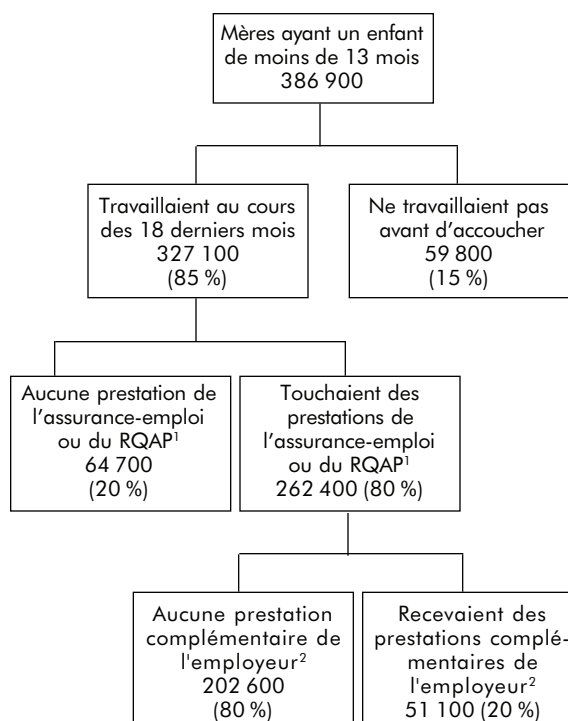 Mères ayant un enfant
de moins de 13 mois
386 900
Travaillaient au cours
des 18 derniers mois
327 100
(85 %)
Ne travaillaient pas
avant d'accoucher
59 800
(15 %)
Aucune prestation de
l'assurance-emploi
ou du RQAP¹
64 700
(20 %)
Touchaient des
prestations de
l'assurance-emploi
ou du RQAP¹
262 400 (80 %)
Aucune prestation
complémentaire de
l'employeur²
202 600
(80 %)
Recevaient des
prestations complé-
mentaires de
l'employeur²
51 100 (20 %)